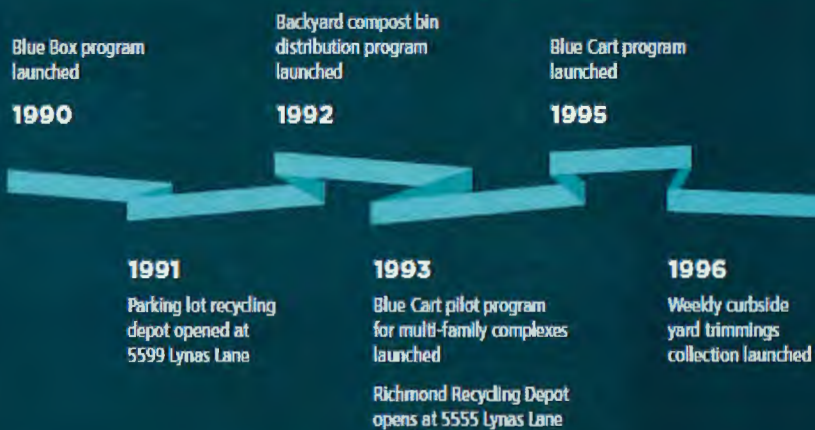 Blue Box program
launched
1990
Backyard compost bin
distribution program
launched
1992
Blue Cart program
launched
1995
1991
Parking lot recycling
depot opened at
5599 Lynas Lane
1993
Blue Cart pilot program
for multi-family complexes
launched
Richmond Recycling Depot
opens at 5555 Lynas Lane
1996
Weekly curbside
yard trimmings
collection launched